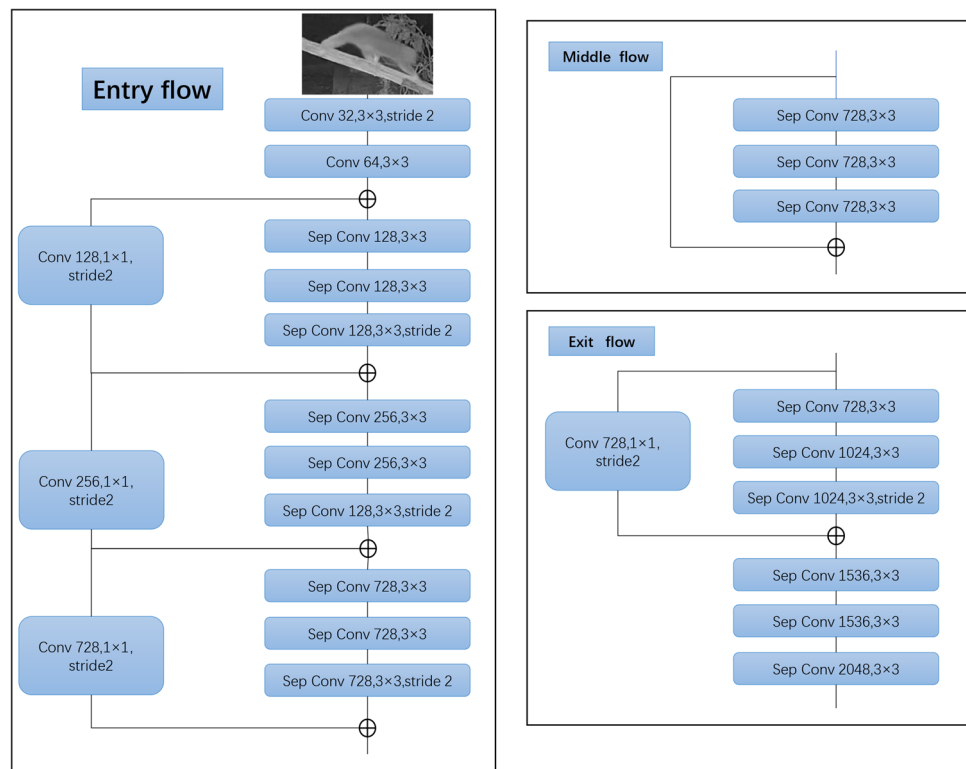 Entry flow
Conv 32,3×3,stride 2
Conv 64,3×3
Conv 128,1×1,
stride2
Sep Conv 128,3×3
Sep Conv 128,3×3
Sep Conv 128,3×3,stride 2
Conv 256,1×1,
stride2
Sep Conv 256,3×3
Sep Conv 256,3×3
Sep Conv 128,3×3,stride 2
Conv 728,1×1,
stride2
Sep Conv 728,3×3
Sep Conv 728,3×3
Sep Conv 728,3×3,stride 2
Middle flow
Sep Conv 728,3×3
Sep Conv 728,3×3
Sep Conv 728,3×3
Exit flow
Conv 728,1×1,
stride2
Sep Conv 728,3×3
Sep Conv 1024,3×3
Sep Conv 1024,3×3,stride 2
Sep Conv 1536,3×3
Sep Conv 1536,3×3
Sep Conv 2048,3×3